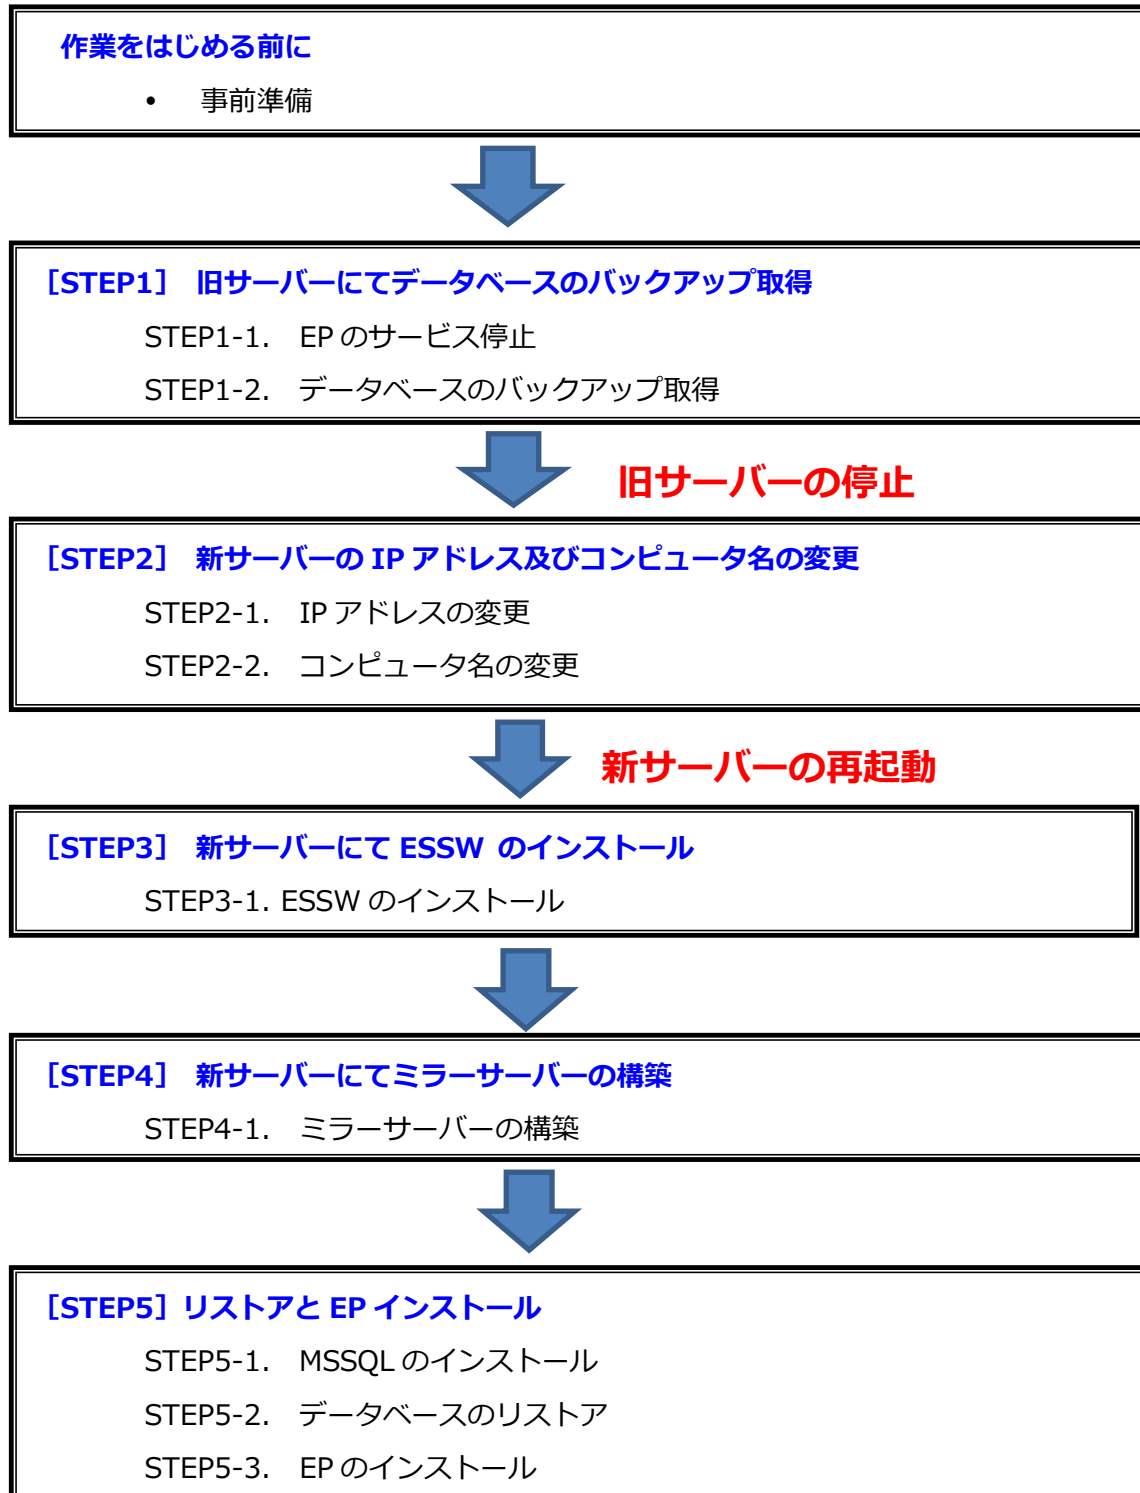 作業をはじめる前に
• 事前準備
［STEP1］ 旧サーバーにてデータベースのバックアップ取得
STEP1-1. EP のサービス停止
STEP1-2. データベースのバックアップ取得
旧サーバーの停止
［STEP2］ 新サーバーの IP アドレス及びコンピュータ名の変更
STEP2-1. IP アドレスの変更
STEP2-2. コンピュータ名の変更
新サーバーの再起動
［STEP3］ 新サーバーにて ESSW のインストール
STEP3-1. ESSW のインストール
［STEP4］ 新サーバーにてミラーサーバーの構築
STEP4-1. ミラーサーバーの構築
［STEP5］リストアと EP インストール
STEP5-1. MSSQL のインストール
STEP5-2. データベースのリストア
STEP5-3. EP のインストール